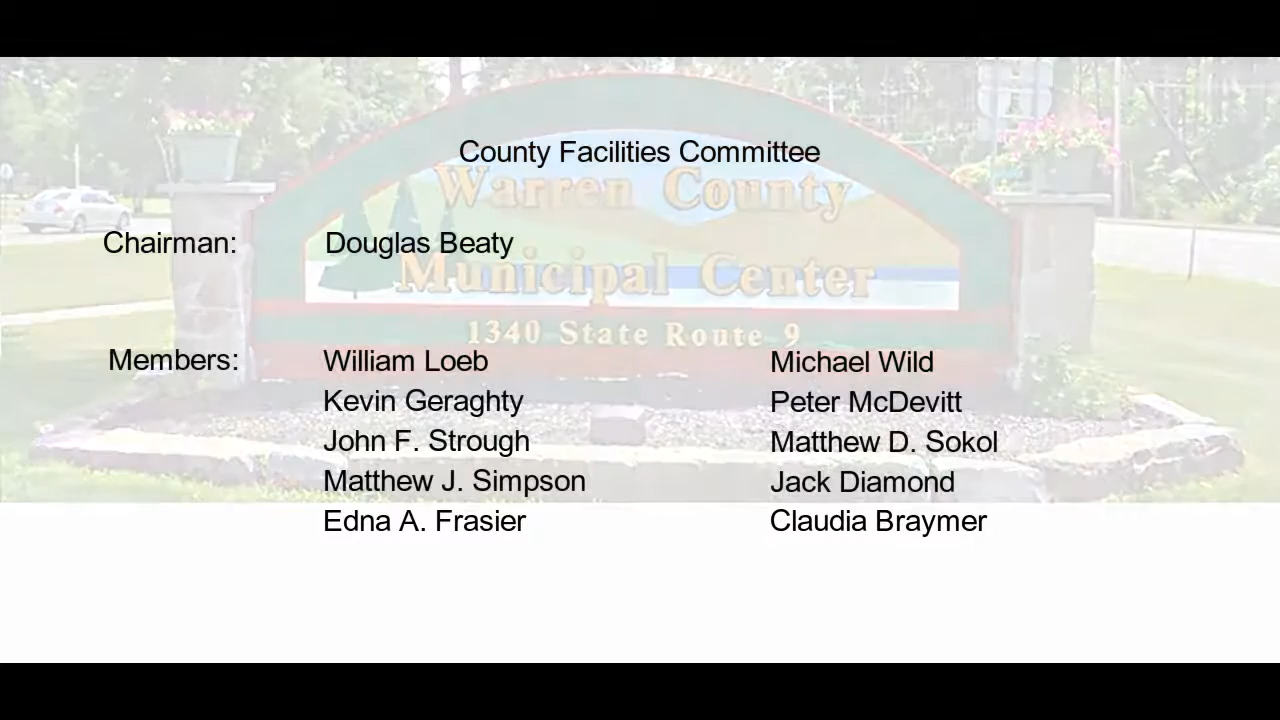 County Facilities Committee
Warren County
Chairman: Douglas Beaty
Municipal Center
1340 State Route 9
Members: William Loeb Michael Wild
Kevin Geraghty Peter McDevitt
John F. Strough Matthew D. Sokol
Matthew J. Simpson Jack Diamond
Edna A. Frasier Claudia Braymer